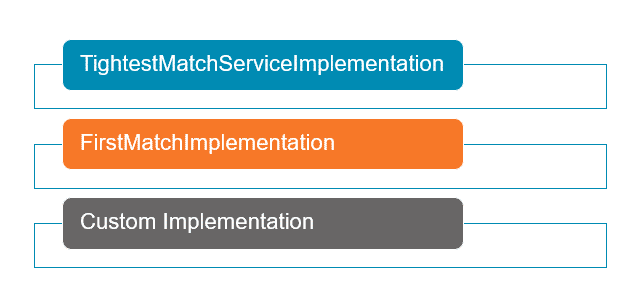 TightestMatchServiceImplementation
FirstMatchImplementation
Custom Implementation